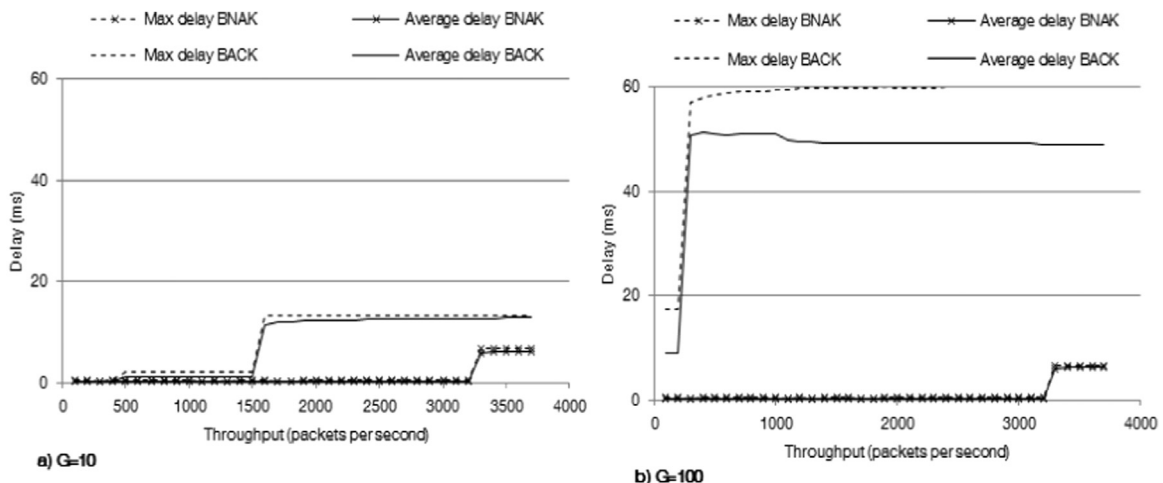 Max delay BNAK
Average delay BNAK
Max delay BACK
Average delay BACK
60
40
20
0
Delay (ms)
0 500 1000 1500 2000 2500 3000 3500 4000
Throughput (packets per second)
a) G=10
Max delay BNAK
Average delay BNAK
Max delay BACK
Average delay BACK
60
40
20
0
Delay (ms)
0 1000 2000 3000 4000
Throughput (packets per second)
b) G=100